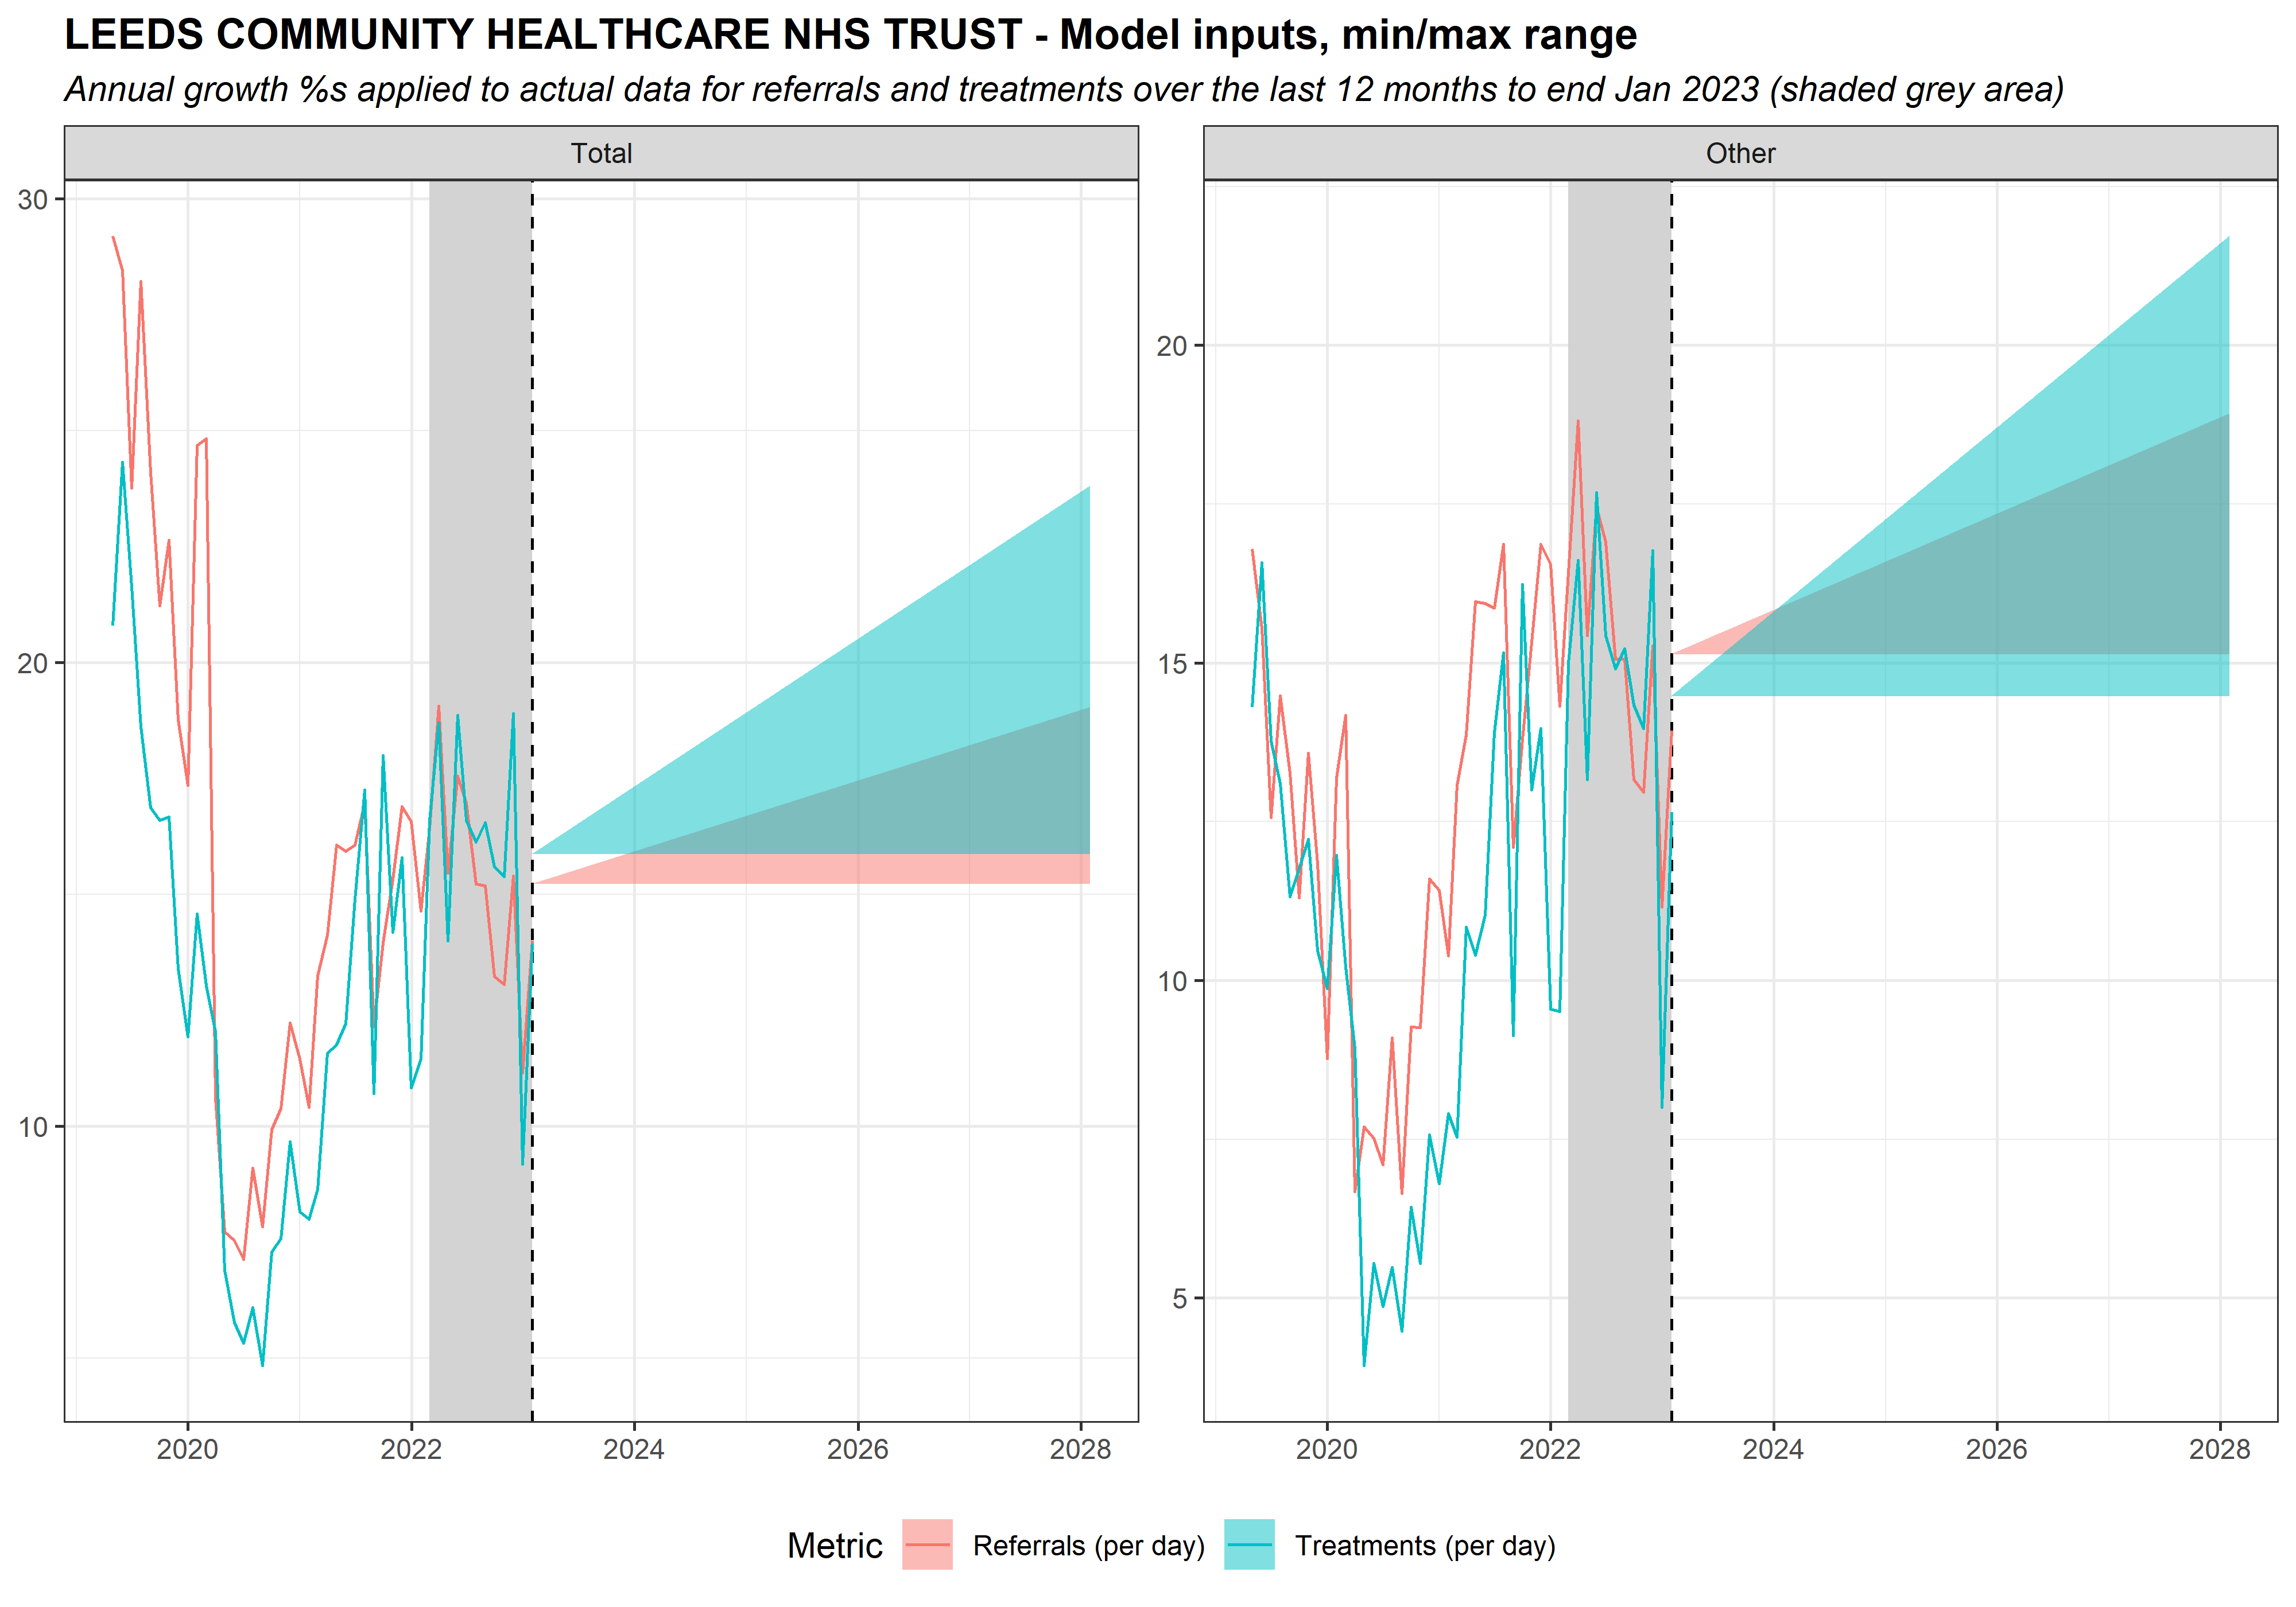 LEEDS COMMUNITY HEALTHCARE NHS TRUST - Model inputs, min/max range
Annual growth %s applied to actual data for referrals and treatments over the last 12 months to end Jan 2023 (shaded grey area)
Total
Other
30
20
10
20
15
10
5
2020 2022 2024 2026 2028
2020 2022 2024 2026 2028
Metric Referrals (per day) Treatments (per day)